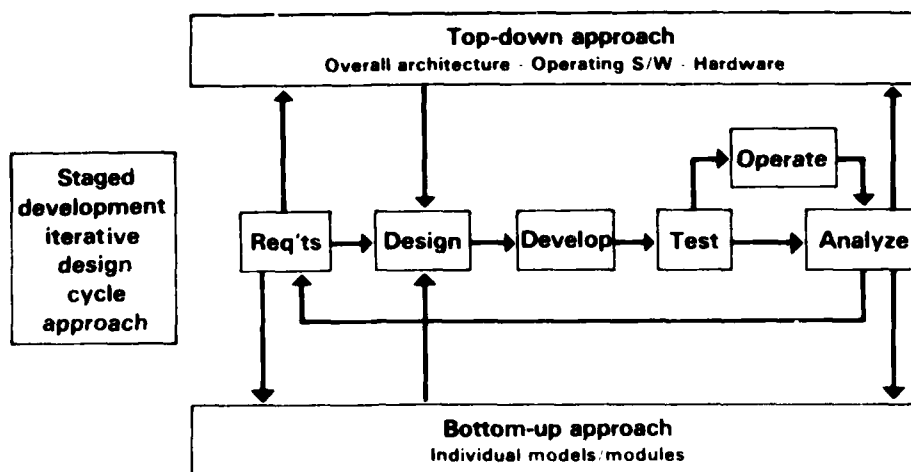 Top-down approach
Overall architecture · Operating S/W · Hardware
Staged
development
iterative
design
cycle
approach
Operate
Req'ts
Design
Develop
Test
Analyze
Bottom-up approach
Individual models/modules